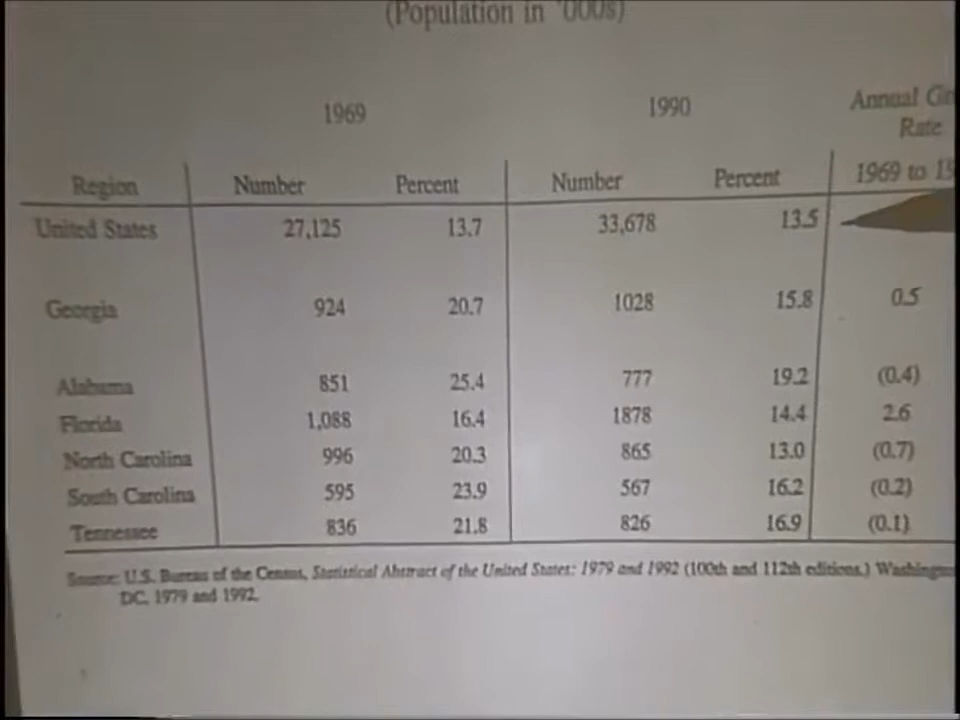 (Population in '000s)
1969 1990 Annual
Rate
Region Number Percent Number Percent 1969 to
United States 27,125 13.7 33,678 13.5
Georgia 924 20.7 1028 15.8 0.5
Alabama 851 25.4 777 19.2 (0.4)
Florida 1,088 16.4 1878 14.4 2.6
North Carolina 996 20.3 865 13.0 (0.7)
South Carolina 595 23.9 567 16.2 (0.2)
Tennessee 836 21.8 826 16.9 (0.1)
Source: U.S. Bureau of the Census, Statistical Abstract of the United States: 1979 and 1992 (100th and 112th editions.)
DC, 1979 and 1992.